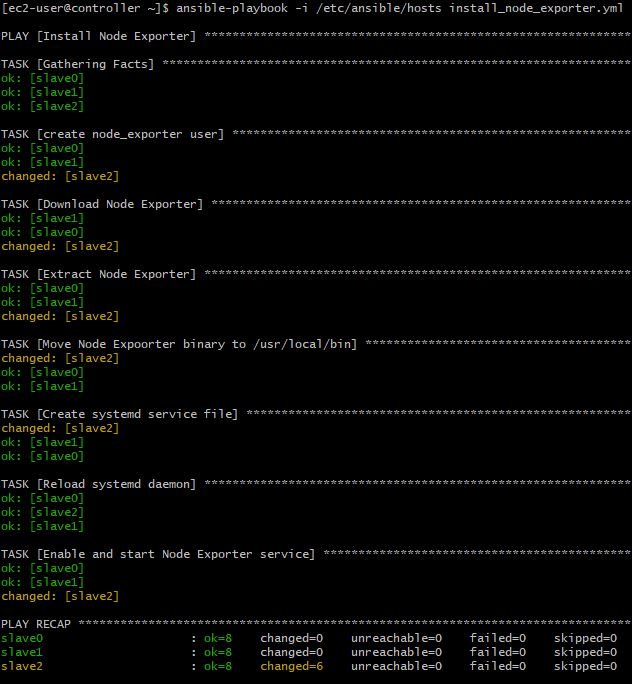 [ec2-user@controller ~]$ ansible-playbook -i /etc/ansible/hosts install_node_exporter.yml
PLAY [Install Node Exporter] *************************************************************
TASK [Gathering Facts] *******************************************************************
ok: [slave0]
ok: [slave1]
ok: [slave2]
TASK [create node_exporter user] *********************************************************
ok: [slave0]
ok: [slave1]
changed: [slave2]
TASK [Download Node Exporter] ************************************************************
ok: [slave1]
ok: [slave0]
changed: [slave2]
TASK [Extract Node Exporter] *************************************************************
ok: [slave0]
ok: [slave1]
changed: [slave2]
TASK [Move Node Expoorter binary to /usr/local/bin] **************************************
changed: [slave2]
ok: [slave0]
ok: [slave1]
TASK [Create systemd service file] *******************************************************
changed: [slave2]
ok: [slave1]
ok: [slave0]
TASK [Reload systemd daemon] *************************************************************
ok: [slave0]
ok: [slave2]
ok: [slave1]
TASK [Enable and start Node Exporter service] ********************************************
ok: [slave0]
ok: [slave1]
changed: [slave2]
PLAY RECAP *******************************************************************************
slave0                     : ok=8    changed=0    unreachable=0    failed=0    skipped=0
slave1                     : ok=8    changed=0    unreachable=0    failed=0    skipped=0
slave2                     : ok=8    changed=6    unreachable=0    failed=0    skipped=0